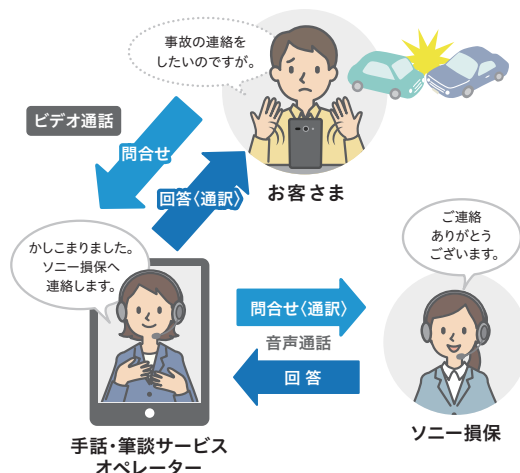 事故の連絡を
したいのですが。
ビデオ通話
問合せ
回答〈通訳〉
お客さま
かしこまりました。
ソニー損保へ
連絡します。
ご連絡
ありがとう
ございます。
問合せ〈通訳〉
音声通話
回答
手話・筆談サービス
オペレーター
ソニー損保